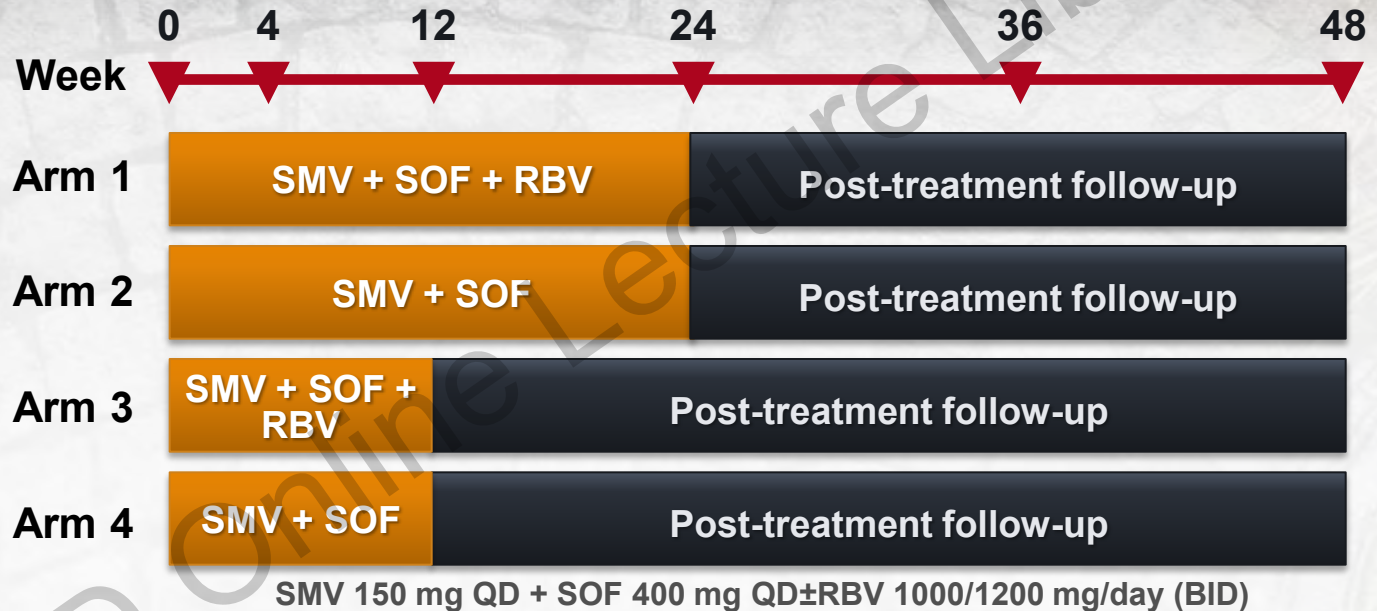 0 4 12 24 36 48
Week
Arm 1 SMV + SOF + RBV Post-treatment follow-up
Arm 2 SMV + SOF Post-treatment follow-up
Arm 3 SMV + SOF +
RBV Post-treatment follow-up
Arm 4 SMV + SOF Post-treatment follow-up
SMV 150 mg QD + SOF 400 mg QD±RBV 1000/1200 mg/day (BID)
Online Lecture